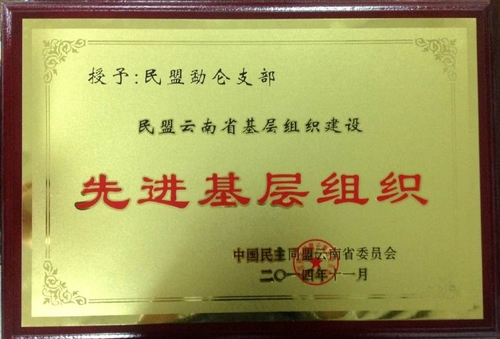 授予:民盟勐仑支部
民盟云南省基层组织建设
先进基层组织
中国民主同盟云南省委员会
二〇一四年十一月